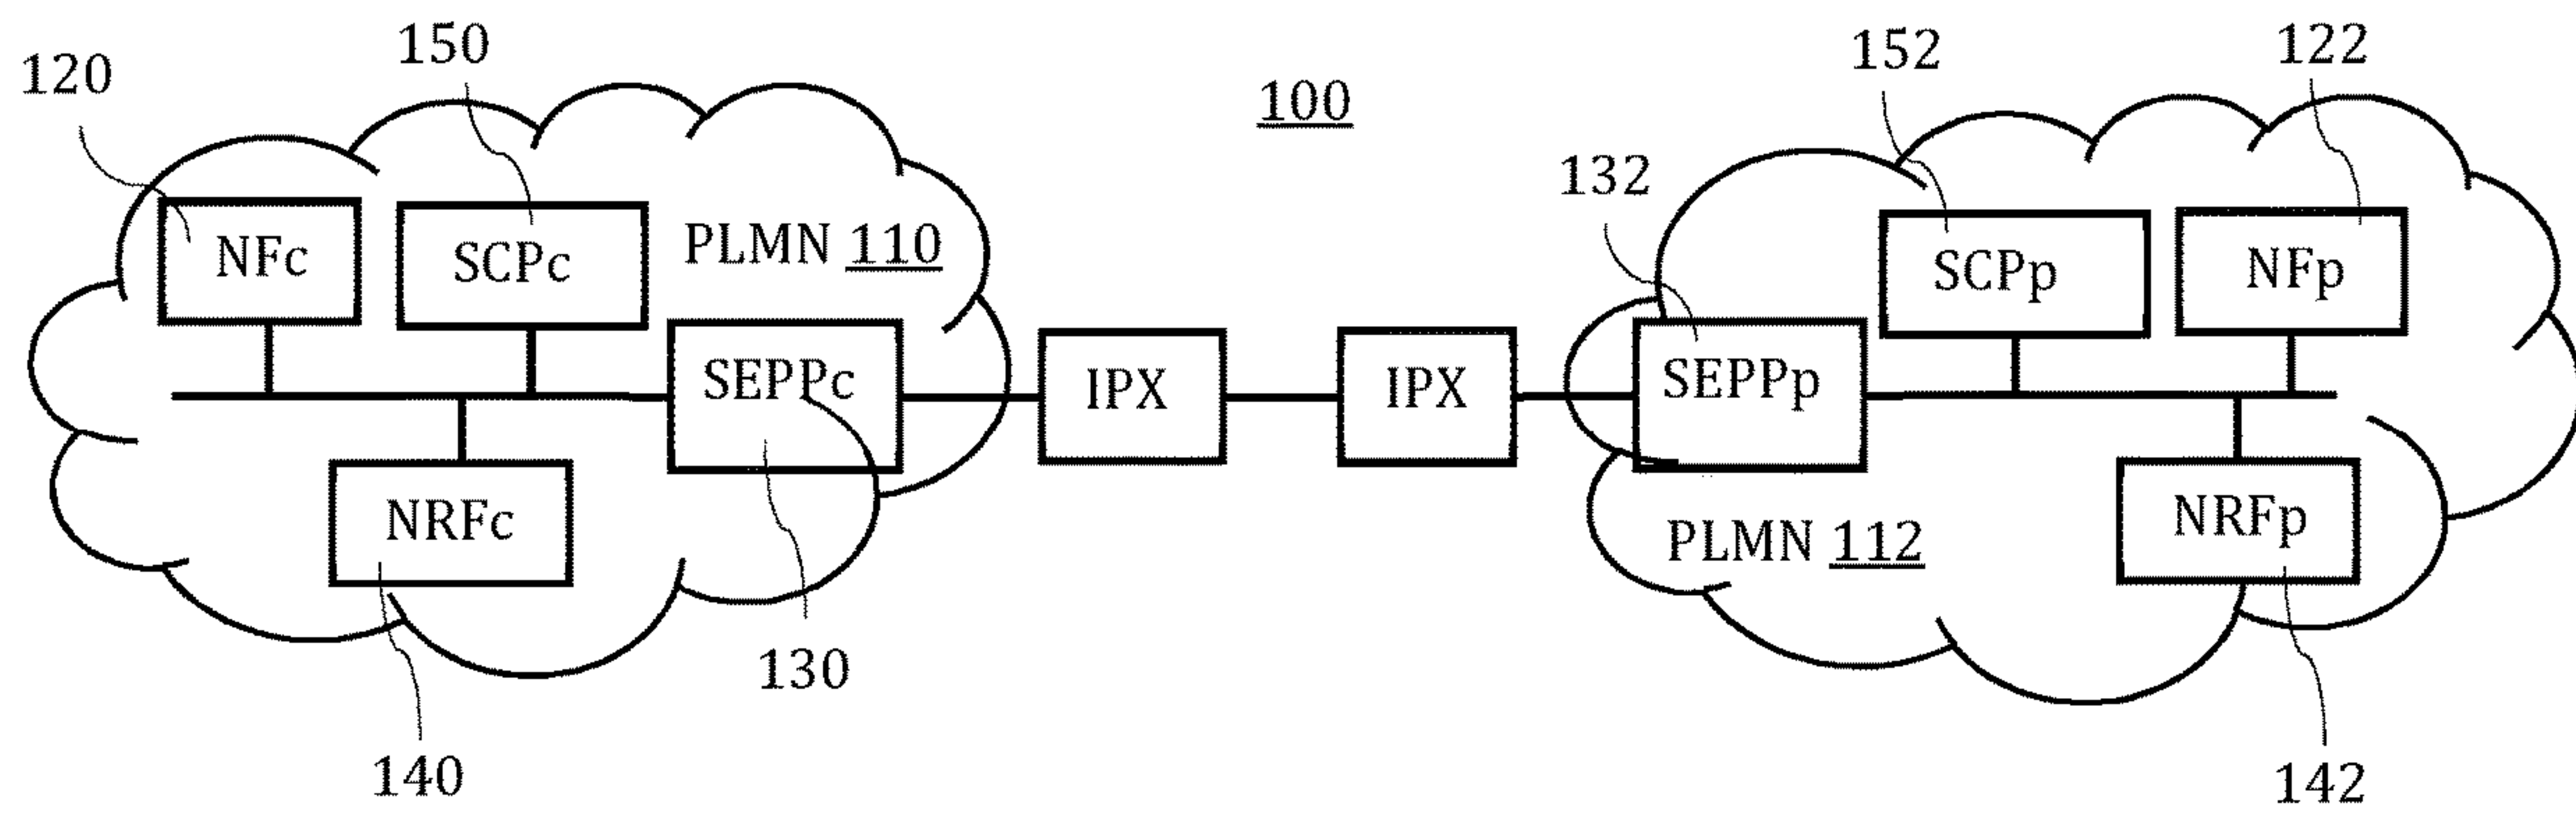 150
120
100
152
122
132
NFc
SCPc
PLMN 110
SCPp
NFp
SEPPc
IPX
IPX
SEPPp
NRFc
PLMN 112
NRFp
130
140
142